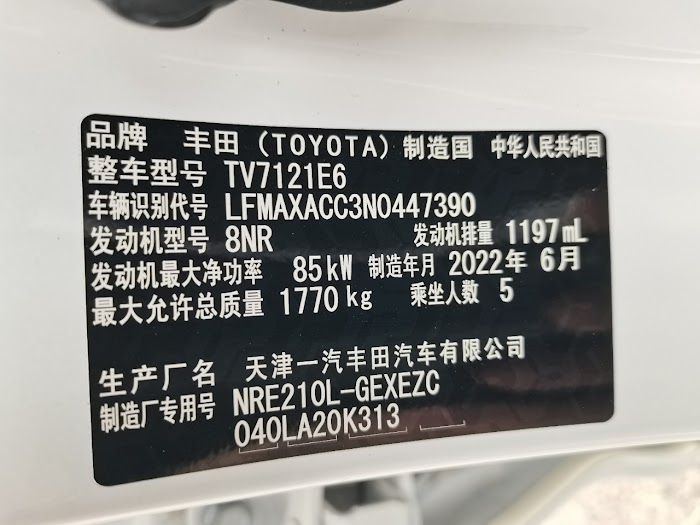 品牌 丰田(TOYOTA) 制造国 中华人民共和国
整车型号 TV7121E6
车辆识别代号 LFMAXACC3N0447390
发动机型号 8NR 发动机排量 1197mL
发动机最大净功率 85kW 制造年月 2022年 6月
最大允许总质量 1770kg 乘坐人数 5
生产厂名 天津一汽丰田汽车有限公司
制造厂专用号 NRE210L-GEXEZC
040LA20K313